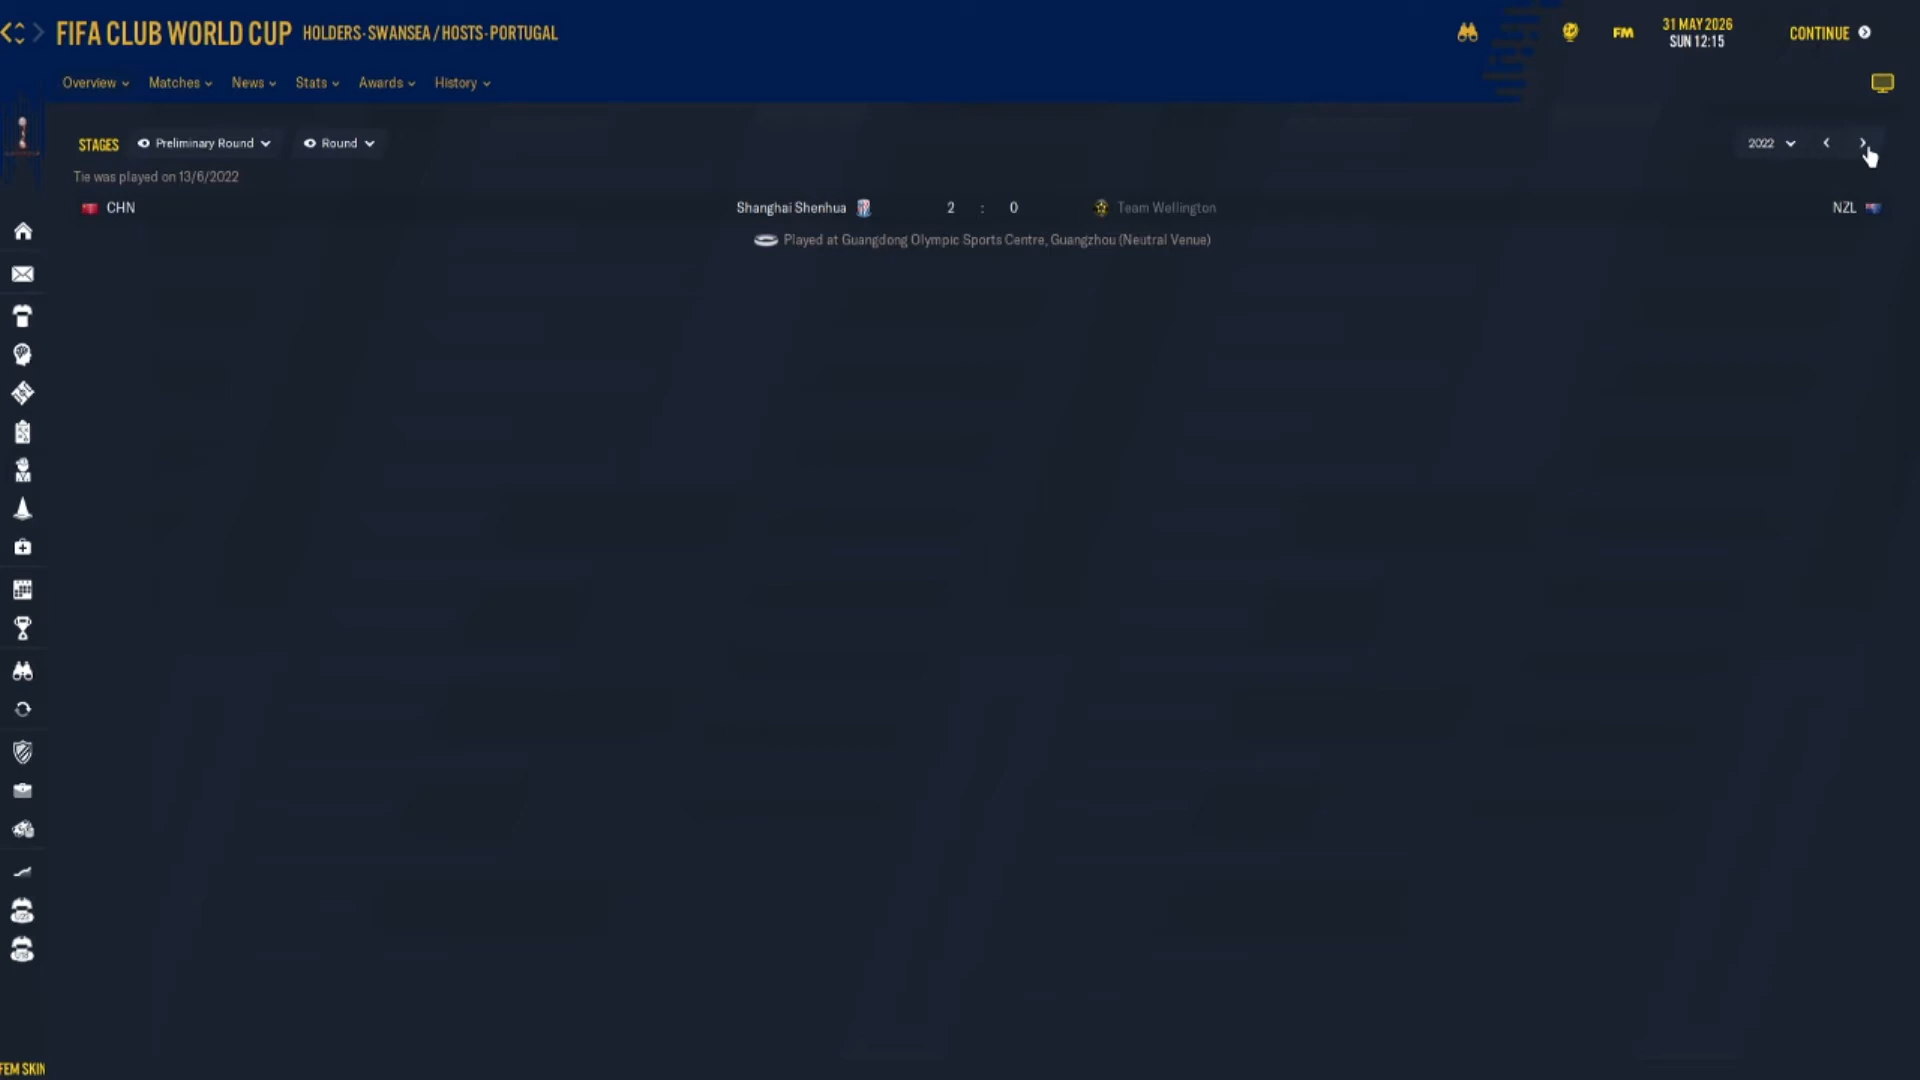 FIFA CLUB WORLD CUP HOLDERS - SWANSEA / HOSTS - PORTUGAL
FM
31 MAY 2026
SUN 12:15
CONTINUE
Overview
Matches
News
Stats
Awards
History
STAGES
Preliminary Round
Round
2022
Tie was played on 13/6/2022
CHN Shanghai Shenhua 2 : 0 Team Wellington NZL
Played at Guangdong Olympic Sports Centre, Guangzhou (Neutral Venue)
FEM SKIN